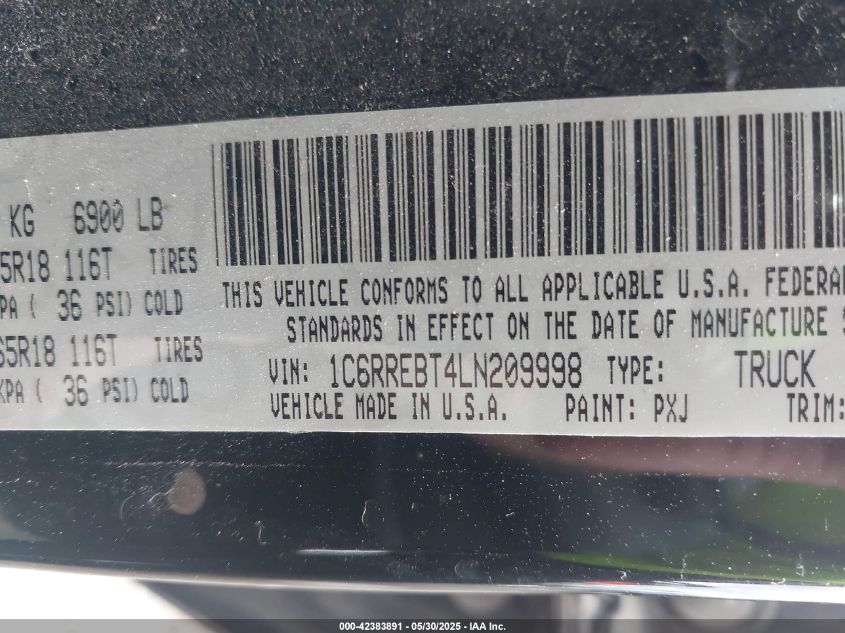 KG 6900 LB
5R18 116T TIRES
PA ( 36 PSI) COLD
65R18 116T TIRES
KPA ( 36 PSI) COLD
THIS VEHICLE CONFORMS TO ALL APPLICABLE U.S.A. FEDERA
STANDARDS IN EFFECT ON THE DATE OF MANUFACTURE
VIN: 1C6RREBT4LN209998 TYPE: TRUCK
VEHICLE MADE IN U.S.A. PAINT: PXJ TRIM:
000-42383891 - 05/30/2025 - IAA Inc.